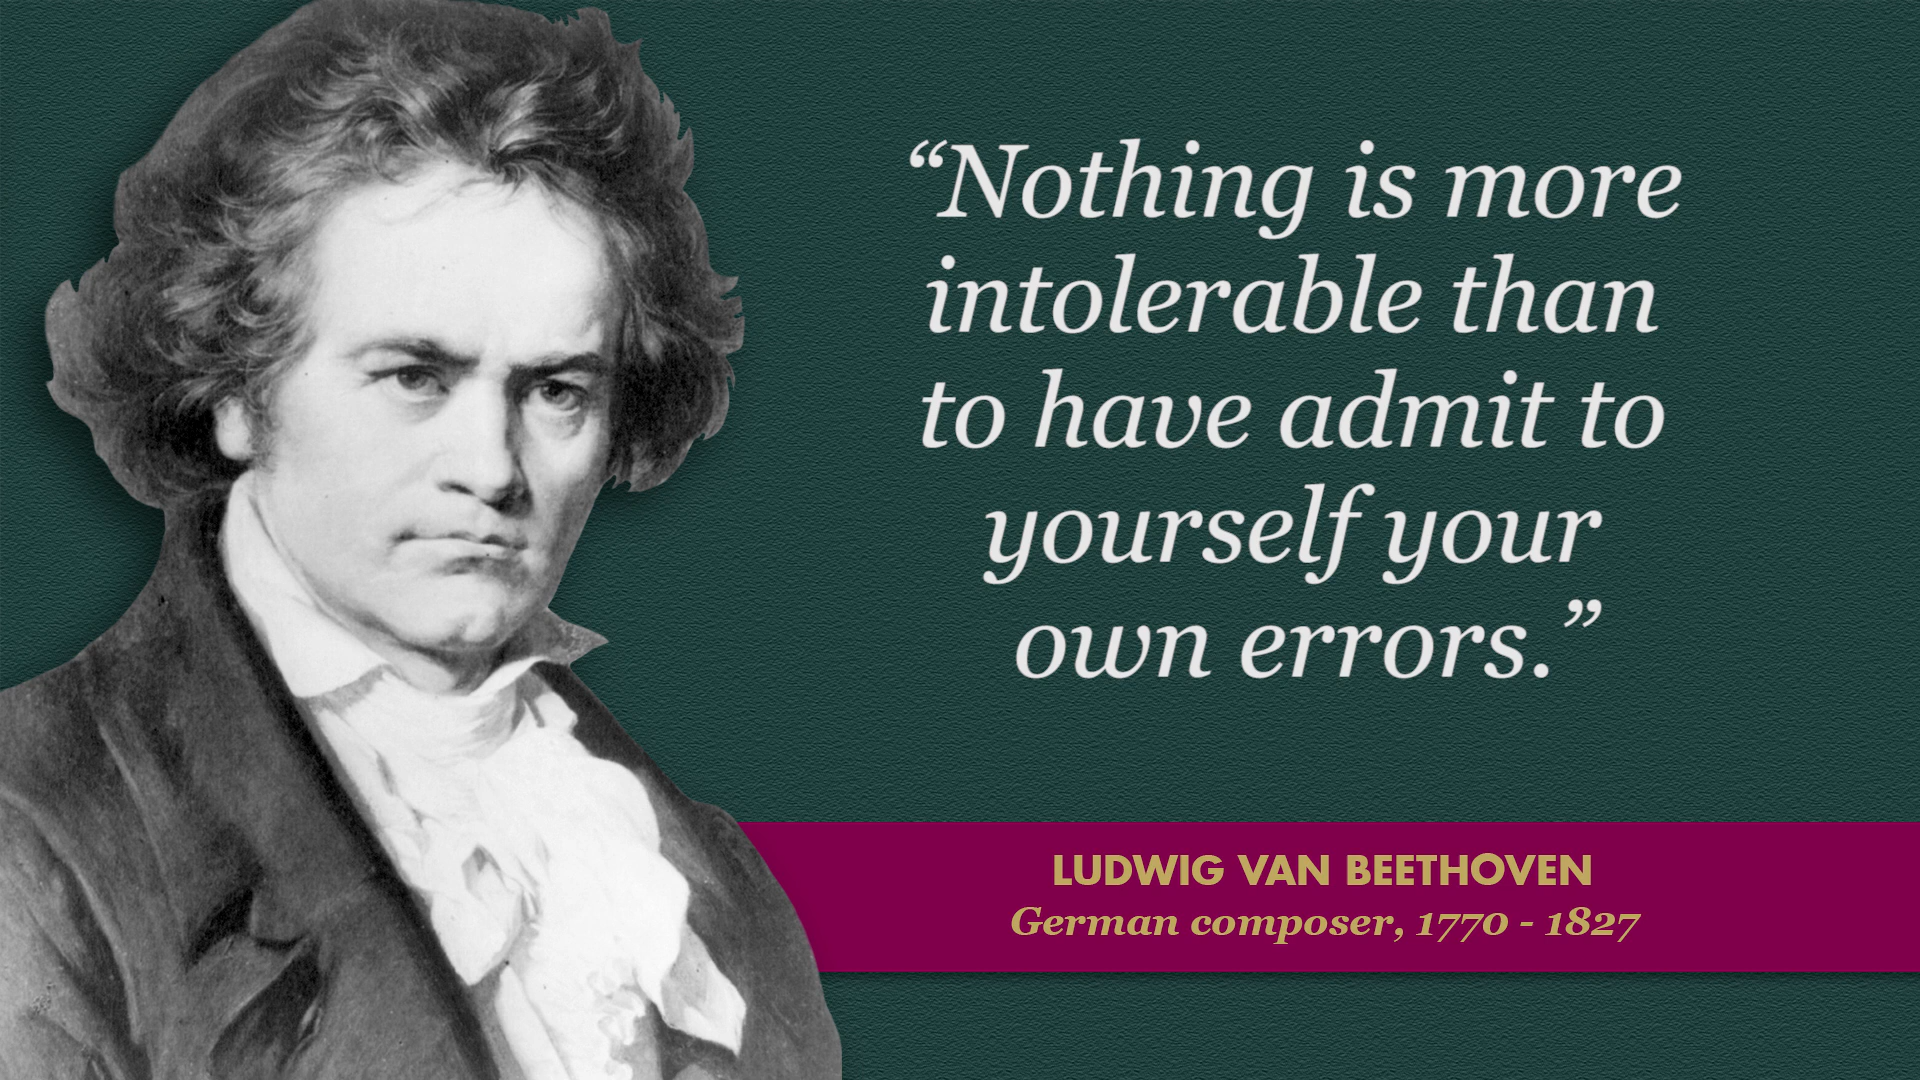 “Nothing is more
intolerable than
to have admit to
yourself your
own errors.”
LUDWIG VAN BEETHOVEN
German composer, 1770 - 1827